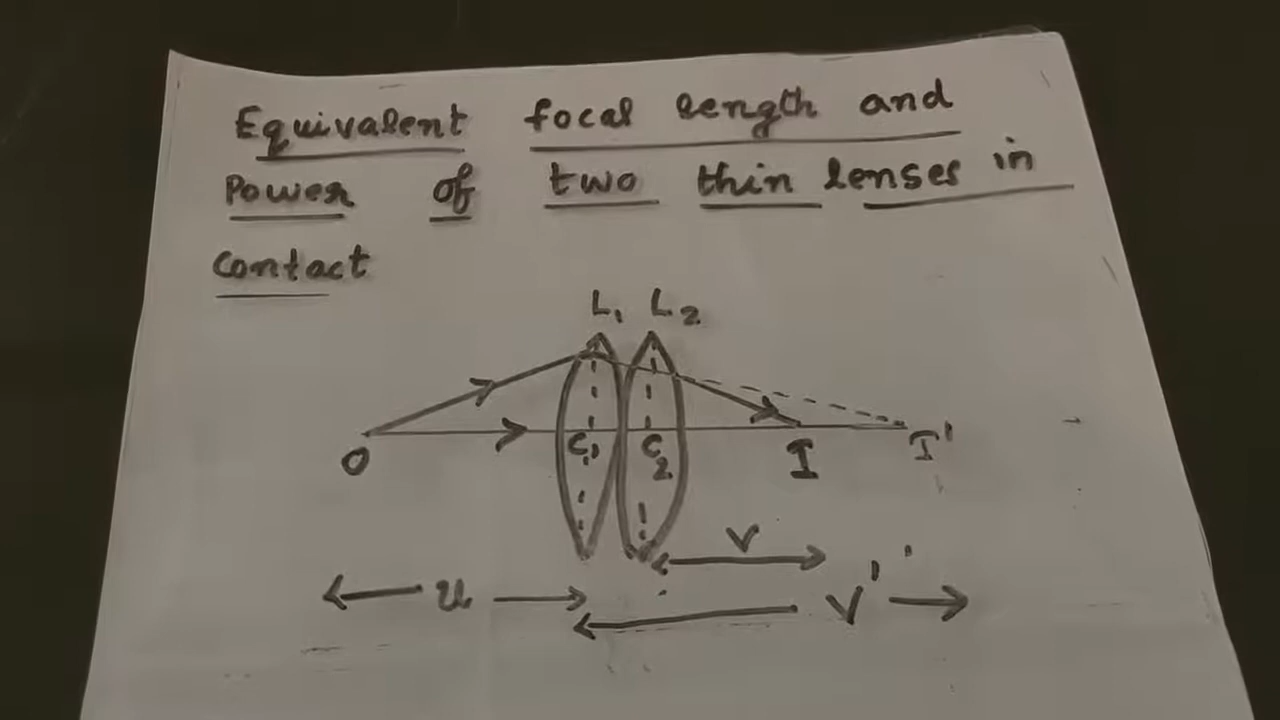 Equivalent focal length and
Power of two thin lenses in
contact
L₁ L₂
O C₁ C₂ I I'
V
u V'